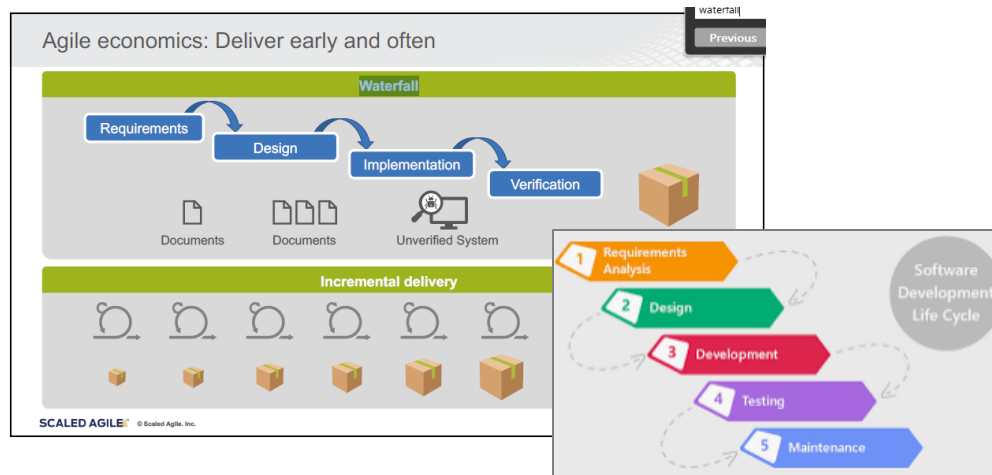 waterfall
Previous
Agile economics: Deliver early and often
Waterfall
Requirements
Design
Implementation
Verification
Documents
Documents
Unverified System
Incremental delivery
SCALED AGILE
© Scaled Agile. Inc.
1
Requirements
Analysis
2
Design
3
Development
4
Testing
5
Maintenance
Software
Development
Life Cycle